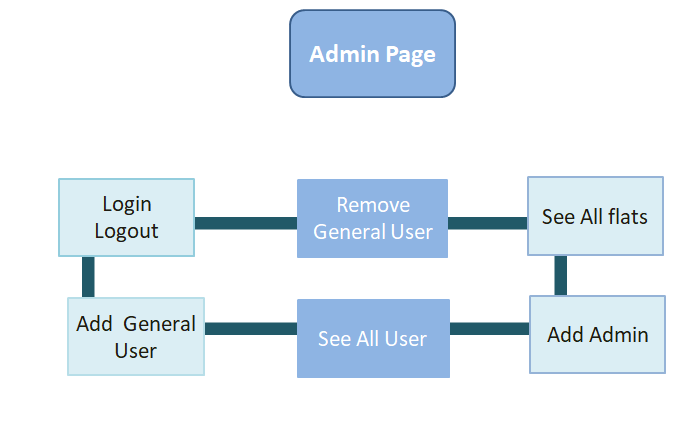 Admin Page
Login
Logout
Remove
General User
See All flats
Add  General
User
See All User
Add Admin